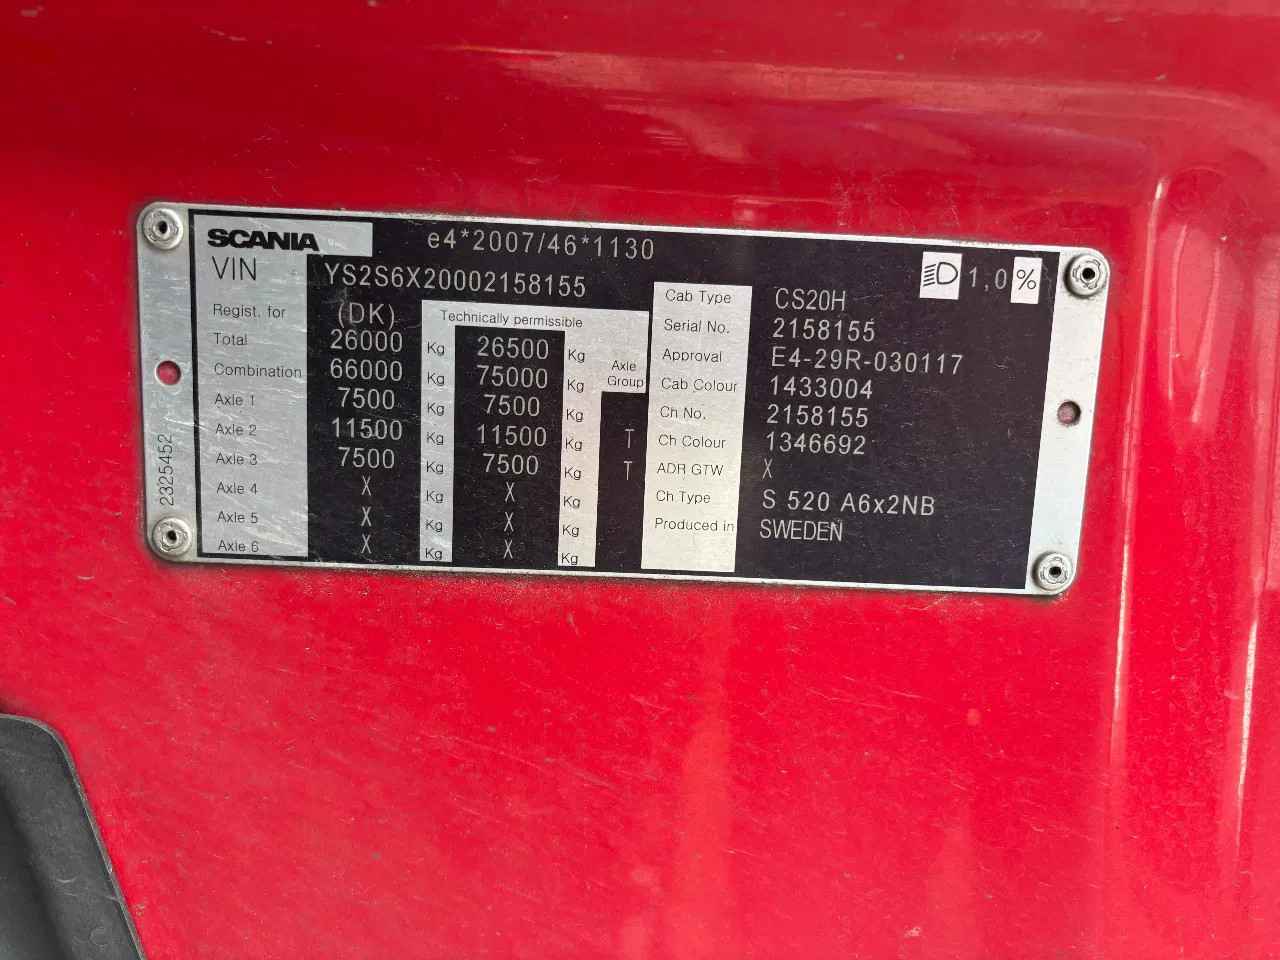 SCANIA e4*2007/46*1130
VIN YS2S6X20002158155
1,0 %
Regist. for (DK) Technically permissible
Total 26000 Kg 26500 Kg
Combination 66000 Kg 75000 Kg Axle Group
Axle 1 7500 Kg 7500 Kg
Axle 2 11500 Kg 11500 Kg T
Axle 3 7500 Kg 7500 Kg T
Axle 4 X Kg X Kg
Axle 5 X Kg X Kg
Axle 6 X Kg X Kg
Cab Type CS20H
Serial No. 2158155
Approval E4-29R-030117
Cab Colour 1433004
Ch No. 2158155
Ch Colour 1346692
ADR GTW X
Ch Type S 520 A6x2NB
Produced in SWEDEN
2325452